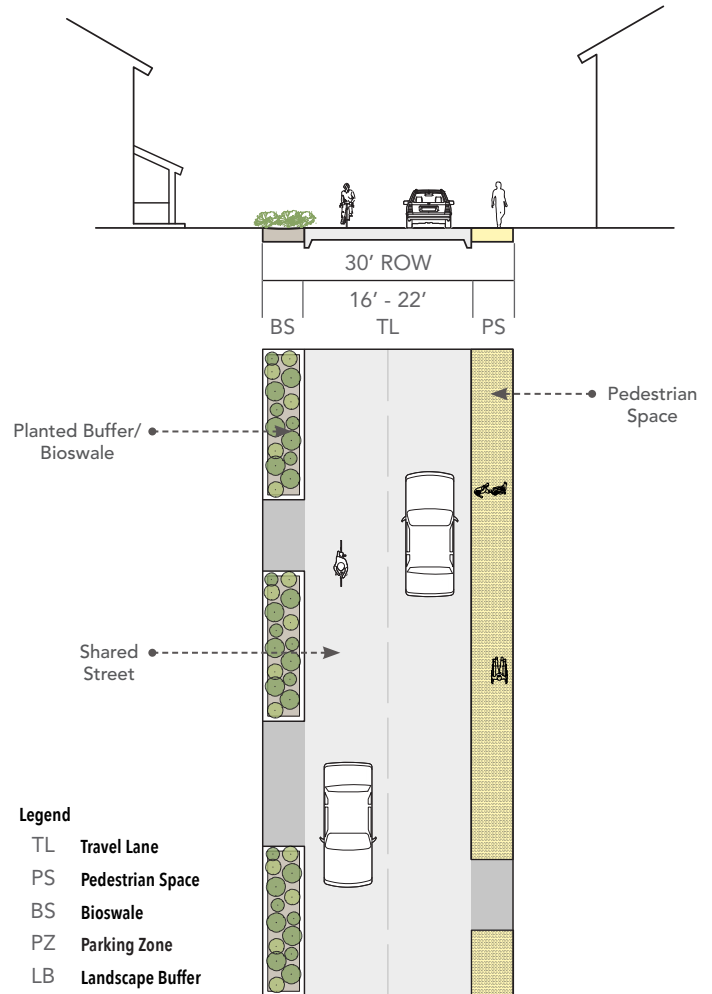 30’ ROW
16’ - 22’
BS TL PS
Pedestrian
Space
Planted Buffer/
Bioswale
Shared
Street
Legend
TL Travel Lane
PS Pedestrian Space
BS Bioswale
PZ Parking Zone
LB Landscape Buffer